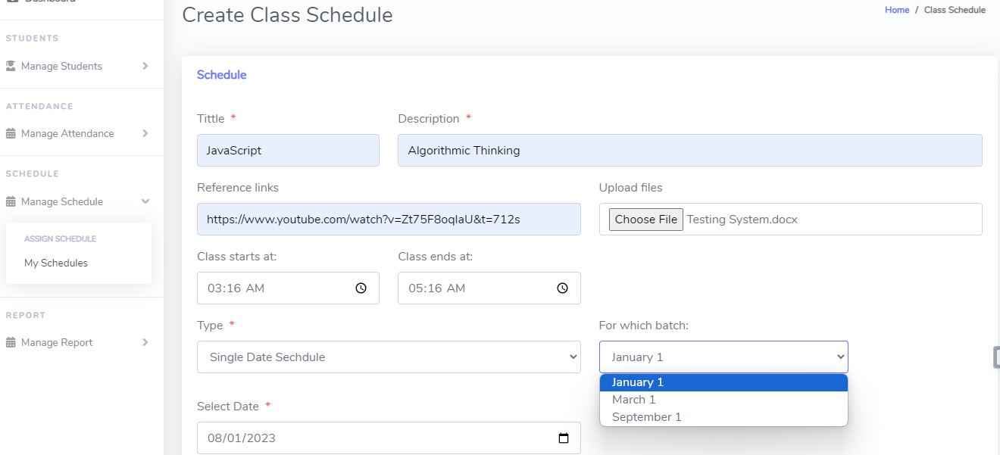 Dashboard
STUDENTS
Manage Students
ATTENDANCE
Manage Attendance
SCHEDULE
Manage Schedule
ASSIGN SCHEDULE
My Schedules
REPORT
Manage Report
Create Class Schedule
Home / Class Schedule
Schedule
Tittle * Description *
JavaScript Algorithmic Thinking
Reference links Upload files
https://www.youtube.com/watch?v=Zt75F8oqIaU&t=712s Choose File Testing System.docx
Class starts at: Class ends at:
03:16 AM 05:16 AM
Type * For which batch:
Single Date Sechdule January 1
January 1
March 1
September 1
Select Date *
08/01/2023